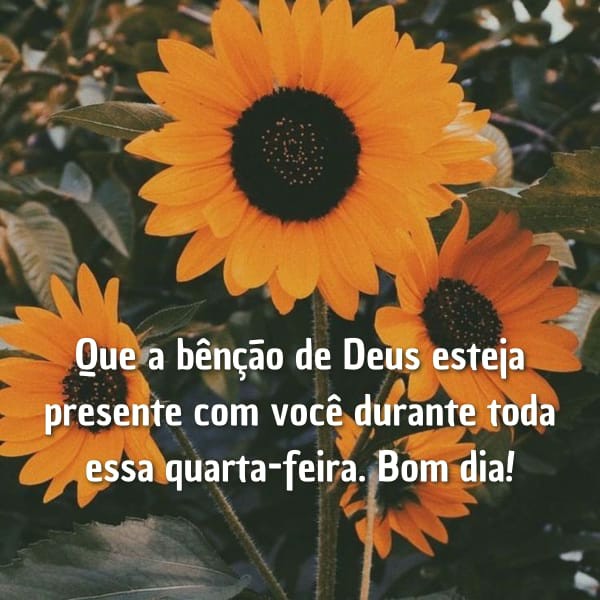 Que a bênção de Deus esteja
presente com você durante toda
essa quarta-feira. Bom dia!